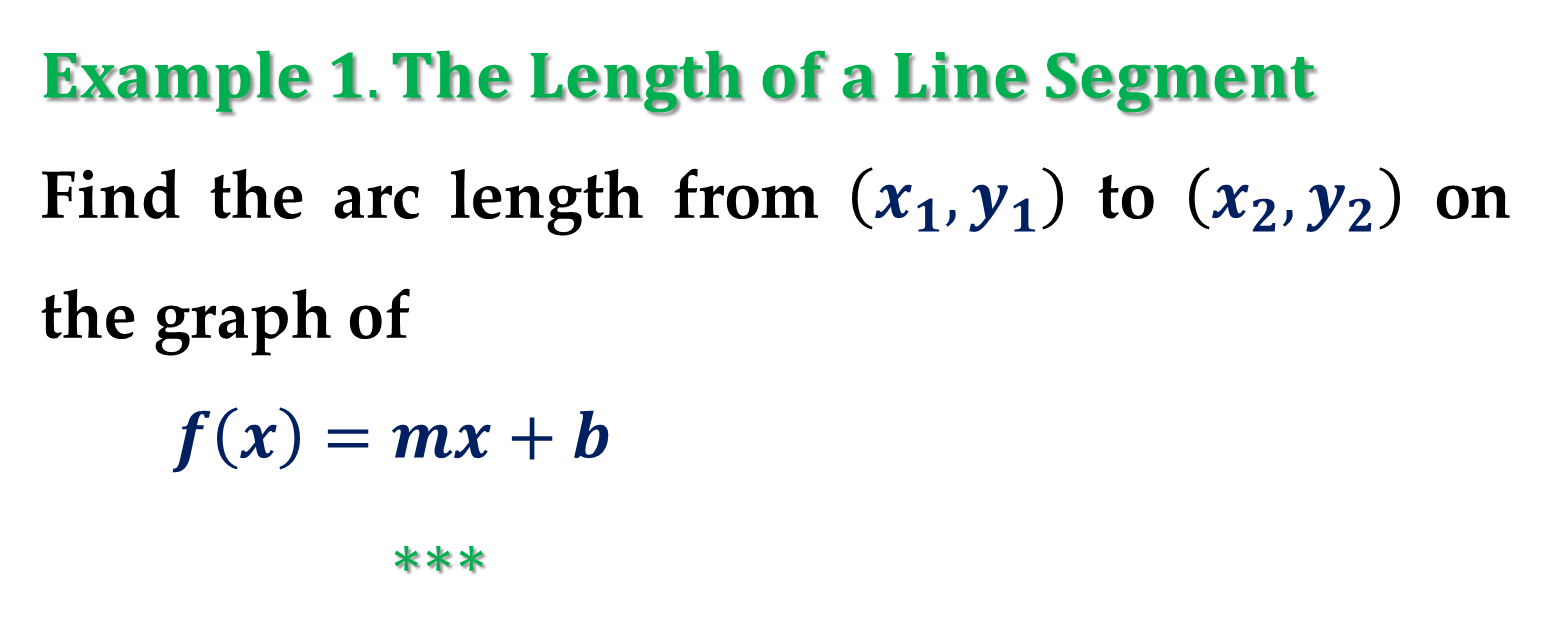 Example 1. The Length of a Line Segment
Find the arc length from (x₁, y₁) to (x₂, y₂) on
the graph of
f(x) = mx + b
***